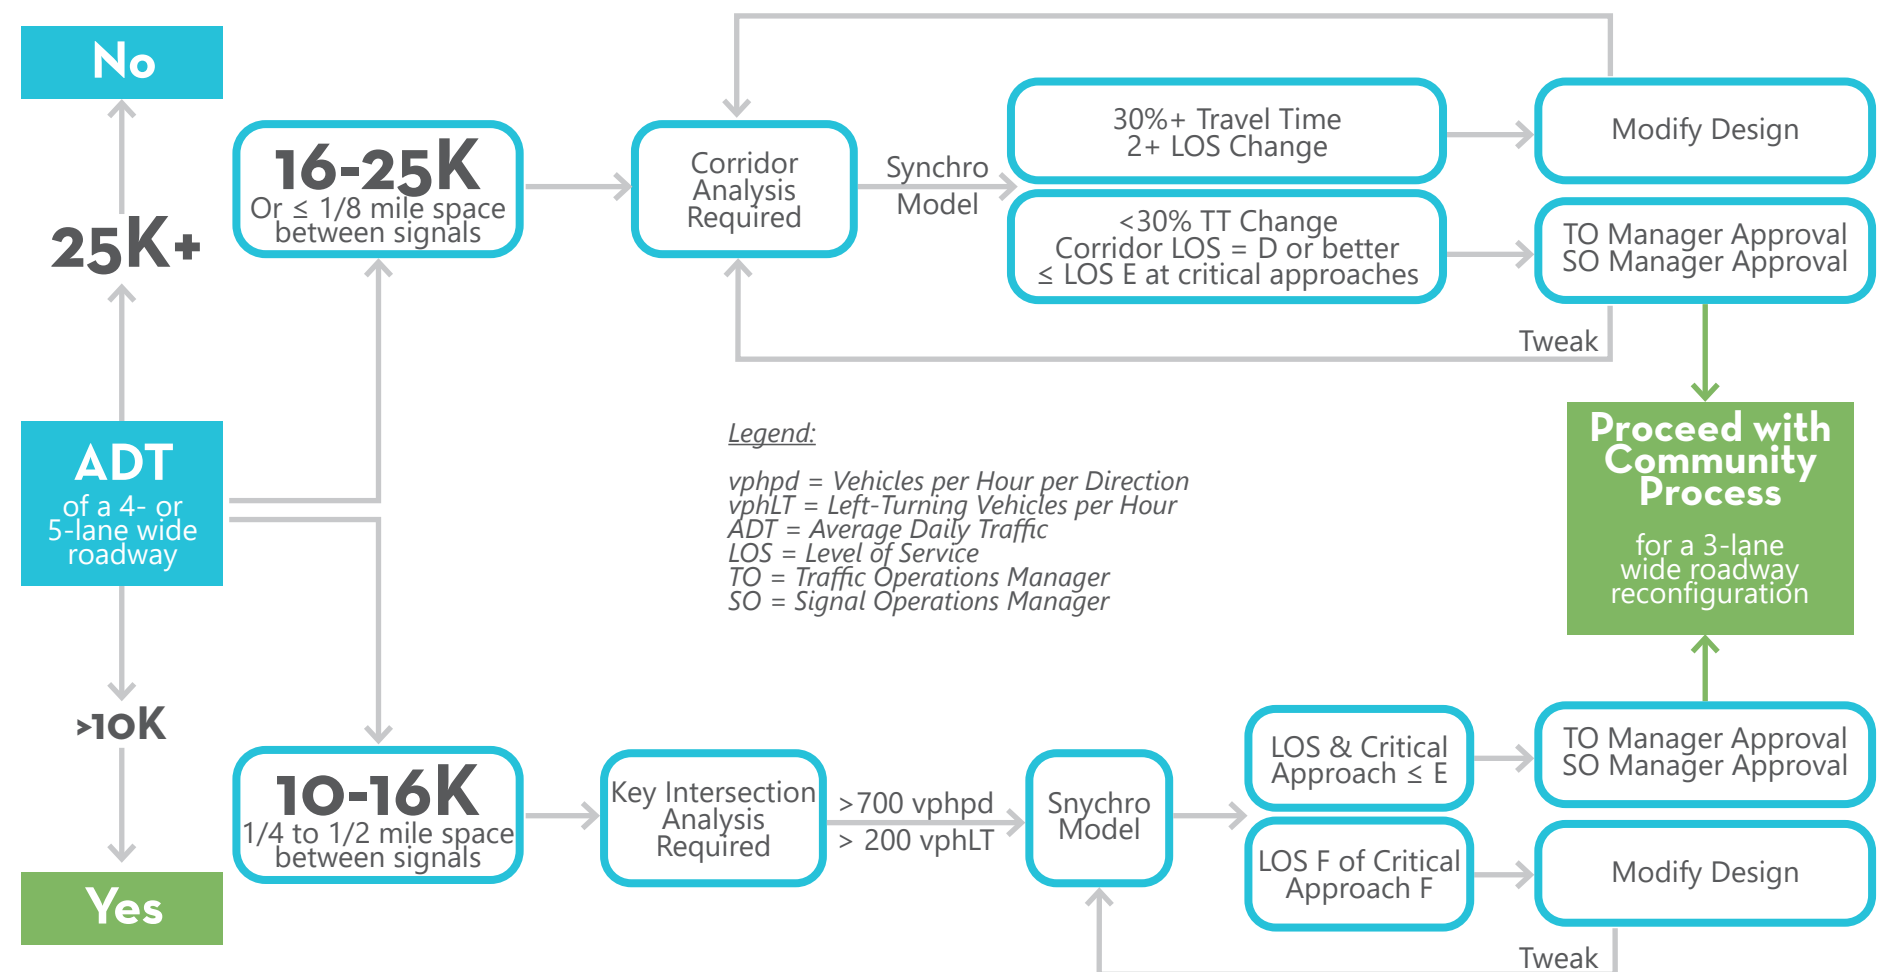 No
25K+
ADT
of a 4- or
5-lane wide
roadway
>10K
Yes
16-25K
Or ≤ 1/8 mile space
between signals
Corridor
Analysis
Required
Synchro
Model
30%+ Travel Time
2+ LOS Change
Modify Design
<30% TT Change
Corridor LOS = D or better
≤ LOS E at critical approaches
TO Manager Approval
SO Manager Approval
Tweak
Legend:
vphpd = Vehicles per Hour per Direction
vphLT = Left-Turning Vehicles per Hour
ADT = Average Daily Traffic
LOS = Level of Service
TO = Traffic Operations Manager
SO = Signal Operations Manager
Proceed with
Community
Process
for a 3-lane
wide roadway
reconfiguration
10-16K
1/4 to 1/2 mile space
between signals
Key Intersection
Analysis
Required
>700 vphpd
> 200 vphLT
Snychro
Model
LOS & Critical
Approach ≤ E
TO Manager Approval
SO Manager Approval
LOS F of Critical
Approach F
Modify Design
Tweak